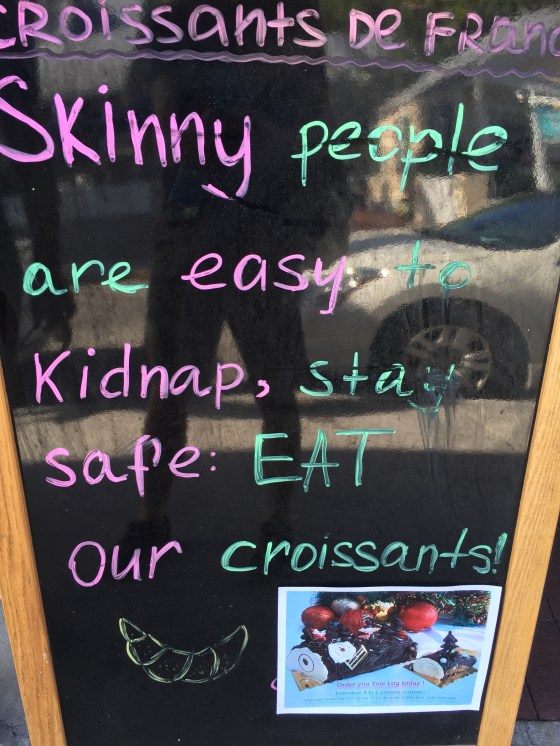 CROISSANTS DE FRANC
Skinny people
are easy to
Kidnap, stay
safe: EAT
our croissants!
Order you Yule Log today !